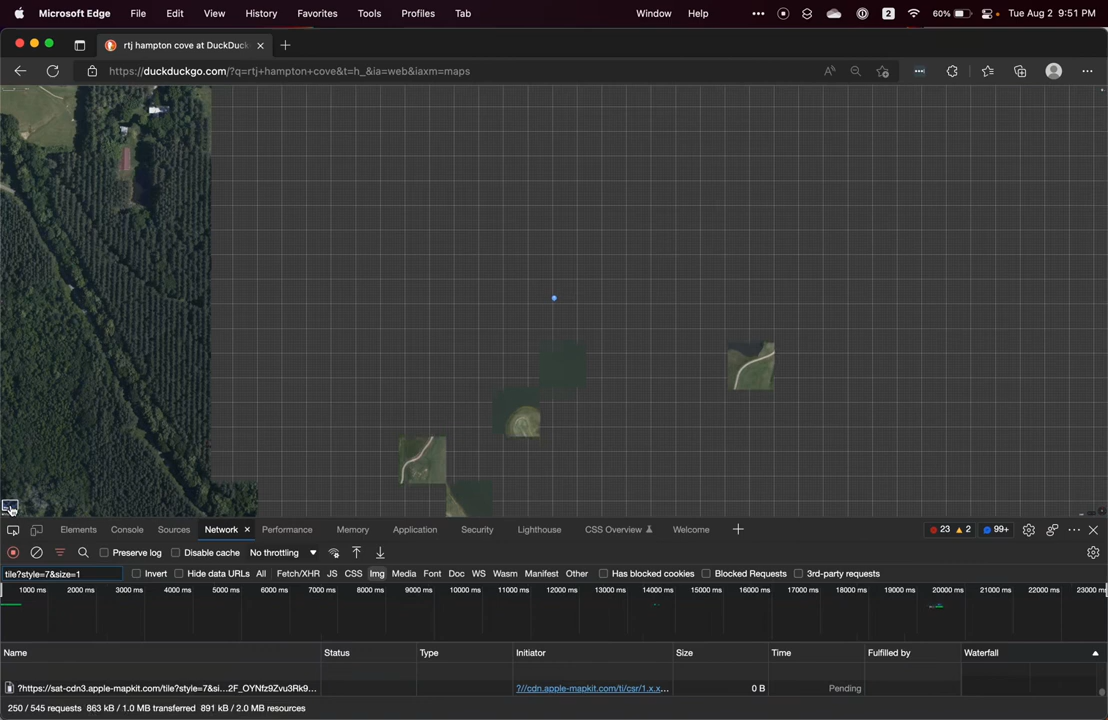 Microsoft Edge File Edit View History Favorites Tools Profiles Tab Window Help 2 60% Tue Aug 2 9:51 PM
rtj hampton cove at DuckDuck
https://duckduckgo.com/?q=rtj+hampton+cove&t=h_&ia=web&iaxm=maps
Elements Console Sources Network Performance Memory Application Security Lighthouse CSS Overview Welcome 23 2 99+
Preserve log Disable cache No throttling
tile?style=7&size=1 Invert Hide data URLs All Fetch/XHR JS CSS Img Media Font Doc WS Wasm Manifest Other Has blocked cookies Blocked Requests 3rd-party requests
1000 ms 2000 ms 3000 ms 4000 ms 5000 ms 6000 ms 7000 ms 8000 ms 9000 ms 10000 ms 11000 ms 12000 ms 13000 ms 14000 ms 15000 ms 16000 ms 17000 ms 18000 ms 19000 ms 20000 ms 21000 ms 22000 ms 23000 ms
Name Status Type Initiator Size Time Fulfilled by Waterfall
?https://sat-cdn3.apple-mapkit.com/tile?style=7&si...2F_OYNfz9Zvu3Rk9... ?//cdn.apple-mapkit.com/ti/csr/1.x.x... 0 B Pending
250 / 545 requests 863 kB / 1.0 MB transferred 891 kB / 2.0 MB resources